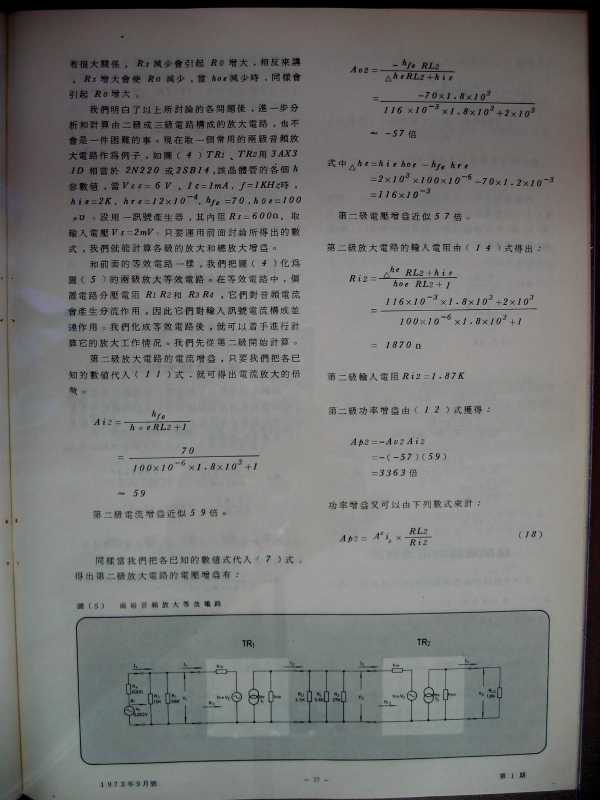 有很大關係， Rs 減少會引起 Ro 增大，相反來講
，Rs 增大會使 Ro 減少，當 hoe 減少時，同樣會
引起 Ro 增大。
我們明白了以上所討論的各問題後，進一步分
析和計算由二級或三級電路構成的放大電路，也不
會是一件困難的事。現在取一個常用的兩級音頻放
大電路作爲例子，如圖（4）TR1、TR2用 3AX3
1D 相當於 2N220 或 2SB14，該晶體管的各個 h
參數値，當 Vcc= 6 V ，Ic=1mA．f=1KHz時，
hie=2K，hre=12×10⁻⁴，hfe =70．hoe=100
μ℧ 。設用一訊號產生器，其內阻 Rs=600Ω，取
輸入電壓 Vs=2mV。只要運用前面討論所得出的數
式，我們就能計算各級的放大和總放大增益。
和前面的等效電路一樣，我們把圖（4）化爲
圖（5）的兩級放大等效電路。在等效電路中，偏
置電路分壓電阻 R1 R2和 R3 R4 ，它們對音頻電流
會產生分流作用，因此它們對輸入訊號電流構成並
連作用。我們化成等效電路後，就可以着手進行計
算它的放大工作情況。我們先從第二級開始計算。
第二級放大電路的電流增益，只要我們把各已
知的數値代入（11）式，就可得出電流放大的倍
數。
Ai2 = hfe / hoeRL2+1
= 70 / 100×10⁻⁶×1.8×10³+1
≈ 59
第二級電流增益近似59倍。
同樣當我們把各已知的數値式代入（7）式，
得出第二級放大電路的電壓增益有：
Av2 = -hfe RL2 / △heRL2+hie
= -70×1.8×10³ / 116×10⁻³×1.8×10³+2×10³
≈ -57倍
式中△he=hie hoe -hfe hre
=2×10³×100×10⁻⁶-70×1.2×10⁻³
=116×10⁻³
第二級電壓增益近似57倍。
第二級放大電路的輸入電阻由（14）式得出：
Ri2 = △he RL2+hie / hoe RL2+1
= 116×10⁻³×1.8×10³+2×10³ / 100×10⁻⁶×1.8×10³+1
= 1870 Ω
第二級輸入電阻 Ri2=1.87K
第二級功率增益由（12）式獲得：
Ap2 =-Av2 Ai2
=-(-57)(59)
=3363倍
功率增益又可以由下列數式來計：
Ap2 = A²i2 × RL2 / Ri2 (18)
圖(5) 兩級音頻放大等效電路
TR1 TR2
1973年9月號
- 27 -
第1期